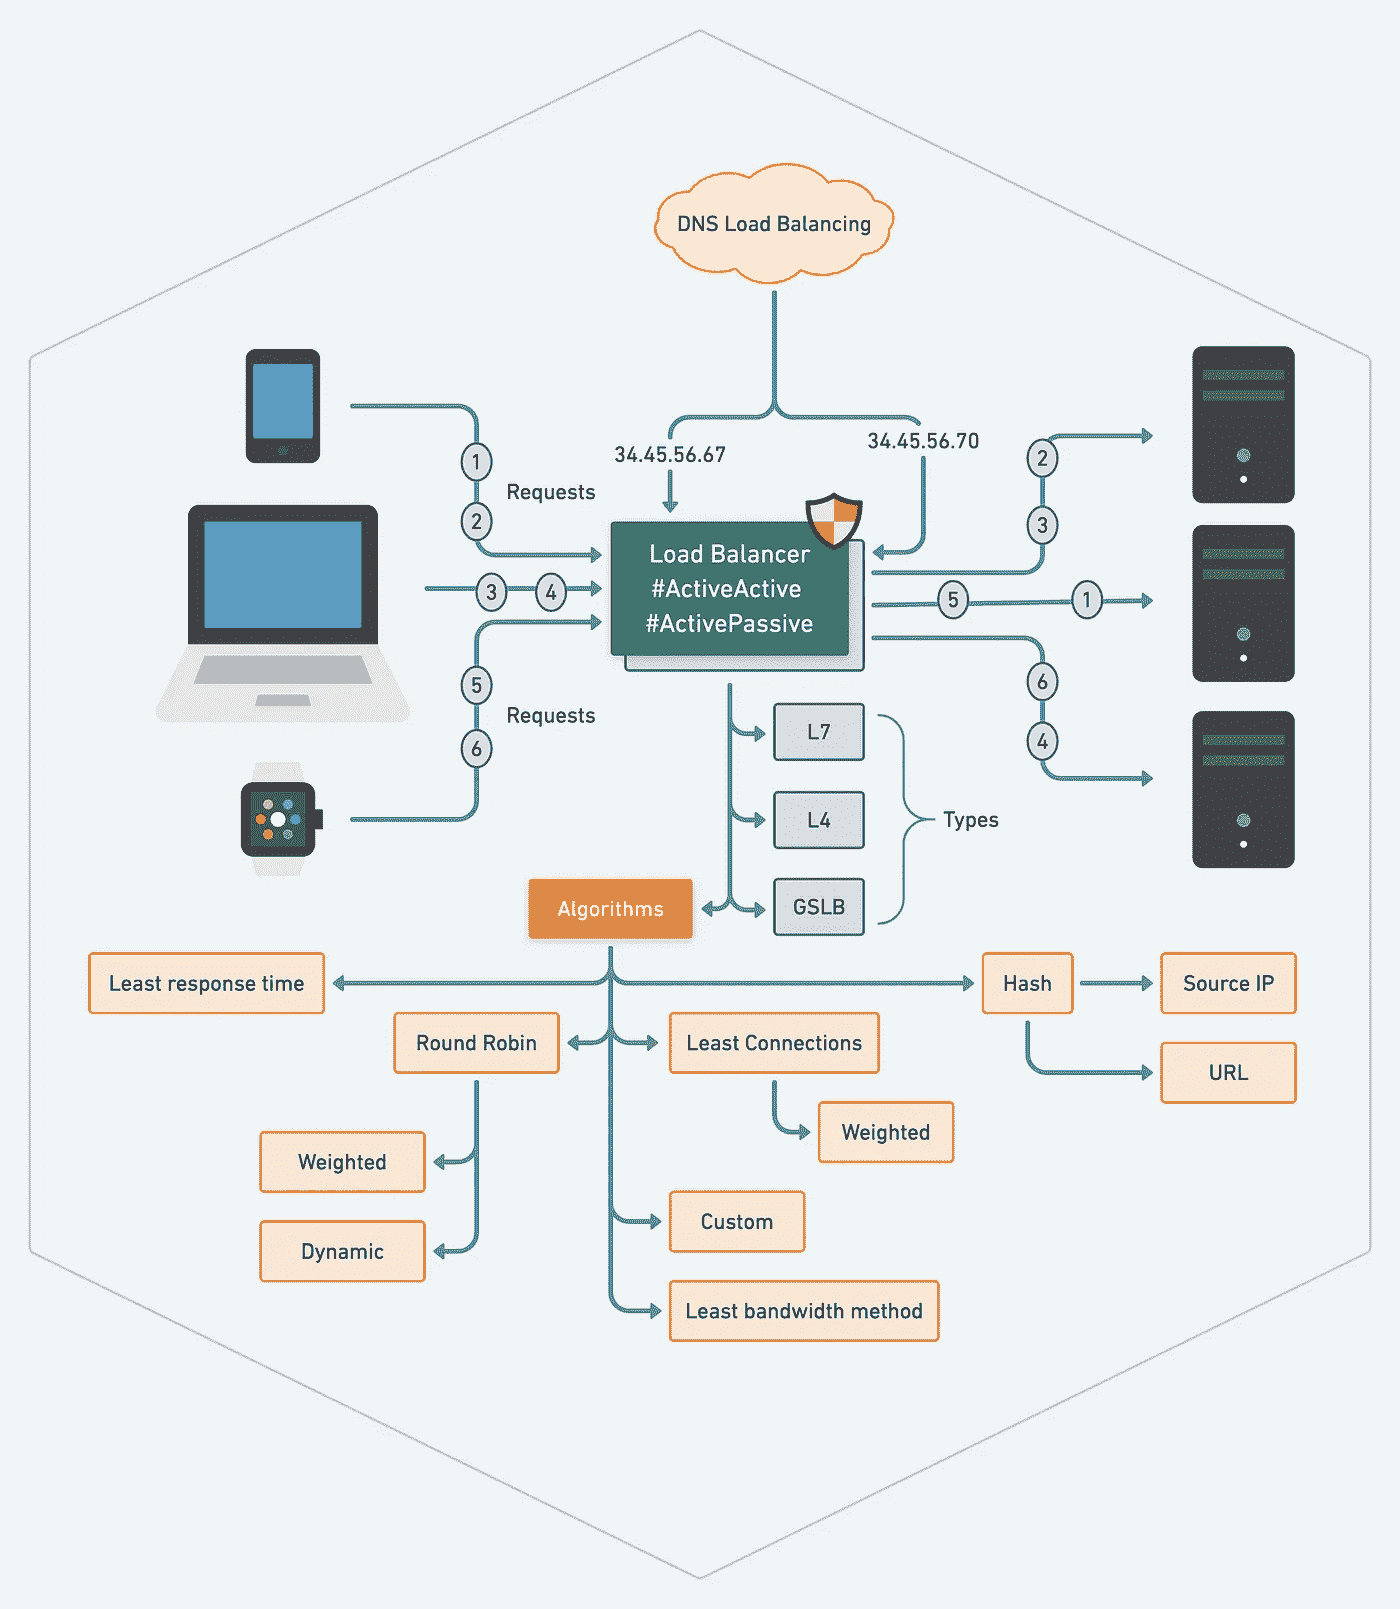 DNS Load Balancing
34.45.56.67
34.45.56.70
1
Requests
2
3
4
5
Requests
6
Load Balancer
#ActiveActive
#ActivePassive
2
3
5
1
6
4
L7
L4
GSLB
Types
Algorithms
Least response time
Hash
Source IP
URL
Round Robin
Least Connections
Weighted
Weighted
Dynamic
Custom
Least bandwidth method